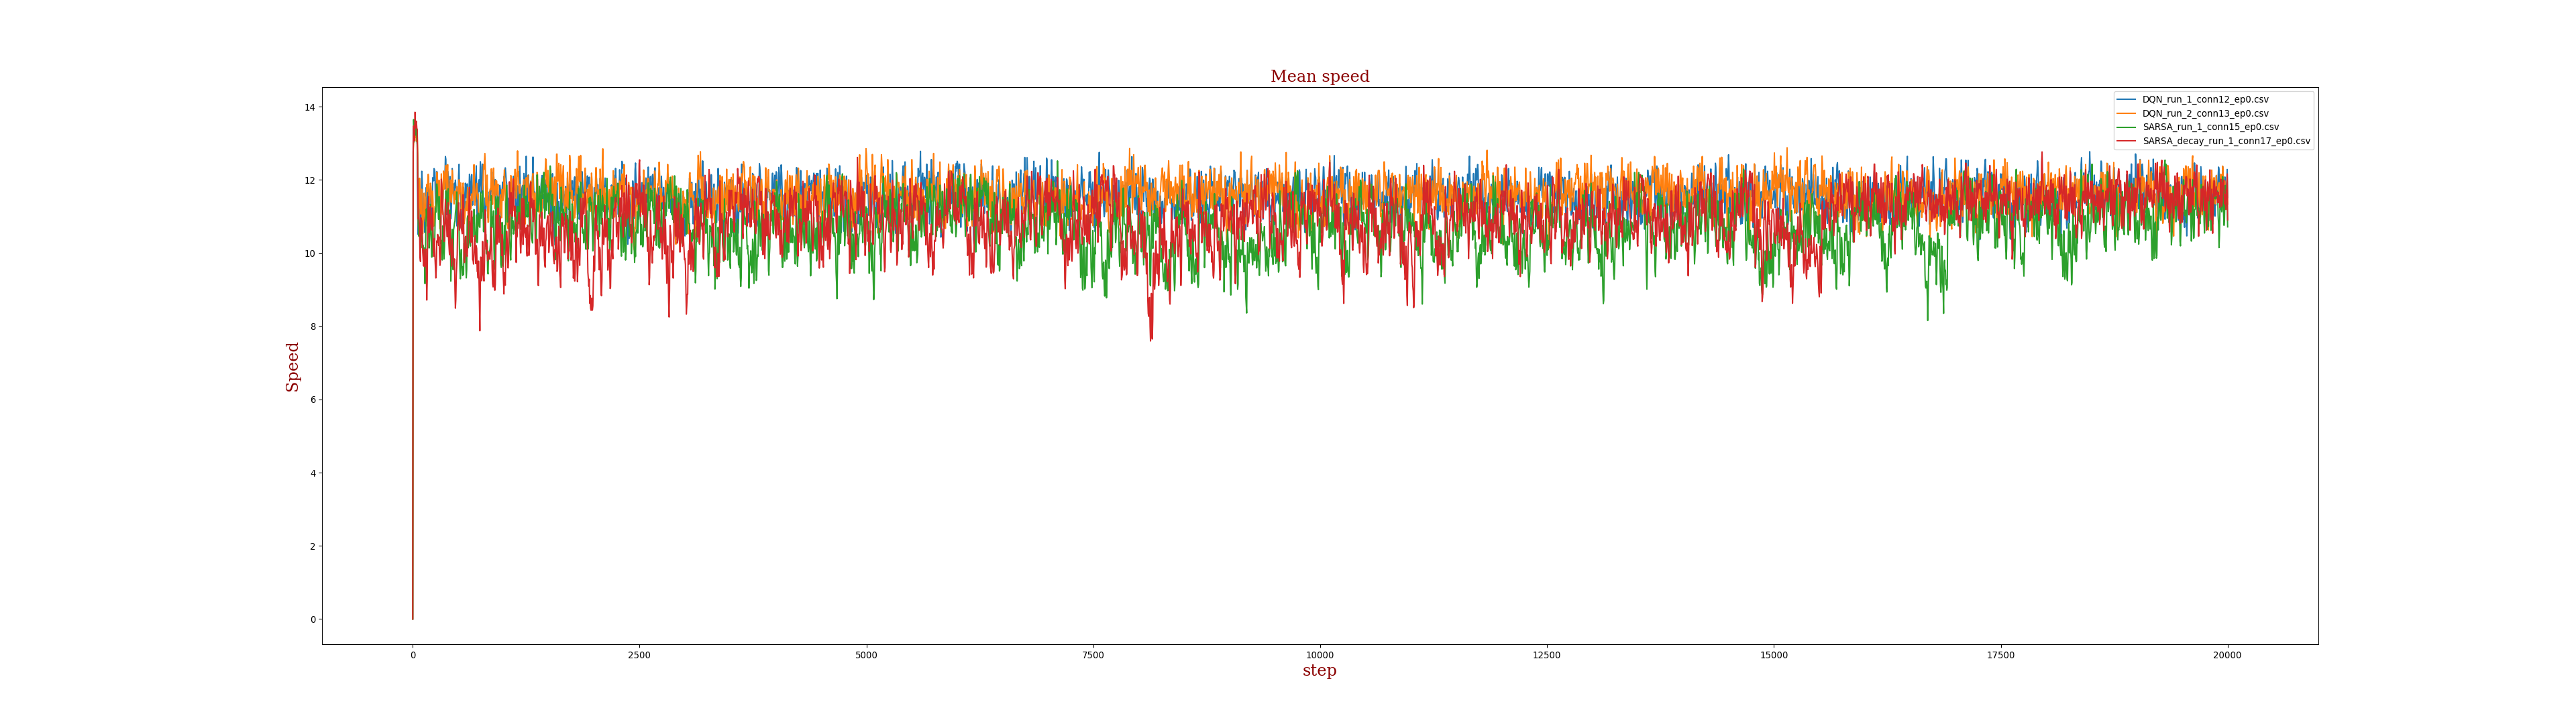 Mean speed
14
12
10
8
6
4
2
0
Speed
DQN_run_1_conn12_ep0.csv
DQN_run_2_conn13_ep0.csv
SARSA_run_1_conn15_ep0.csv
SARSA_decay_run_1_conn17_ep0.csv
0 2500 5000 7500 10000 12500 15000 17500 20000
step